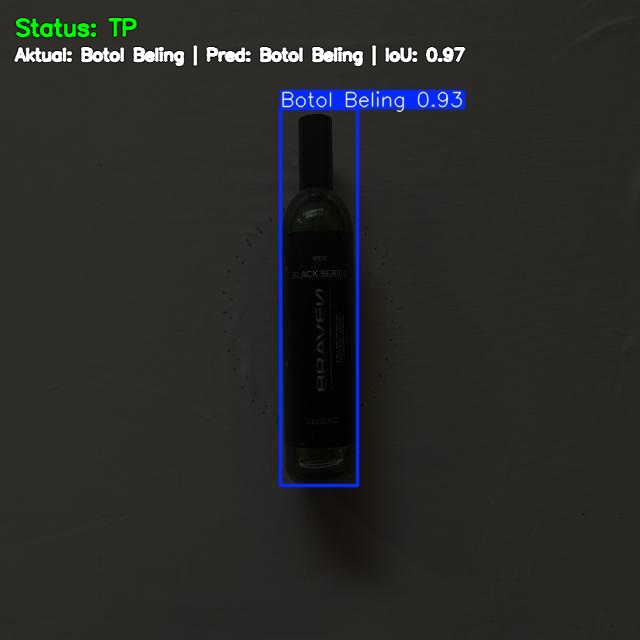 Status: TP
Aktual: Botol Beling | Pred: Botol Beling | IoU: 0.97
Botol Beling 0.93
MEN
BLACK SERIES
BRAVEN
LEGEND